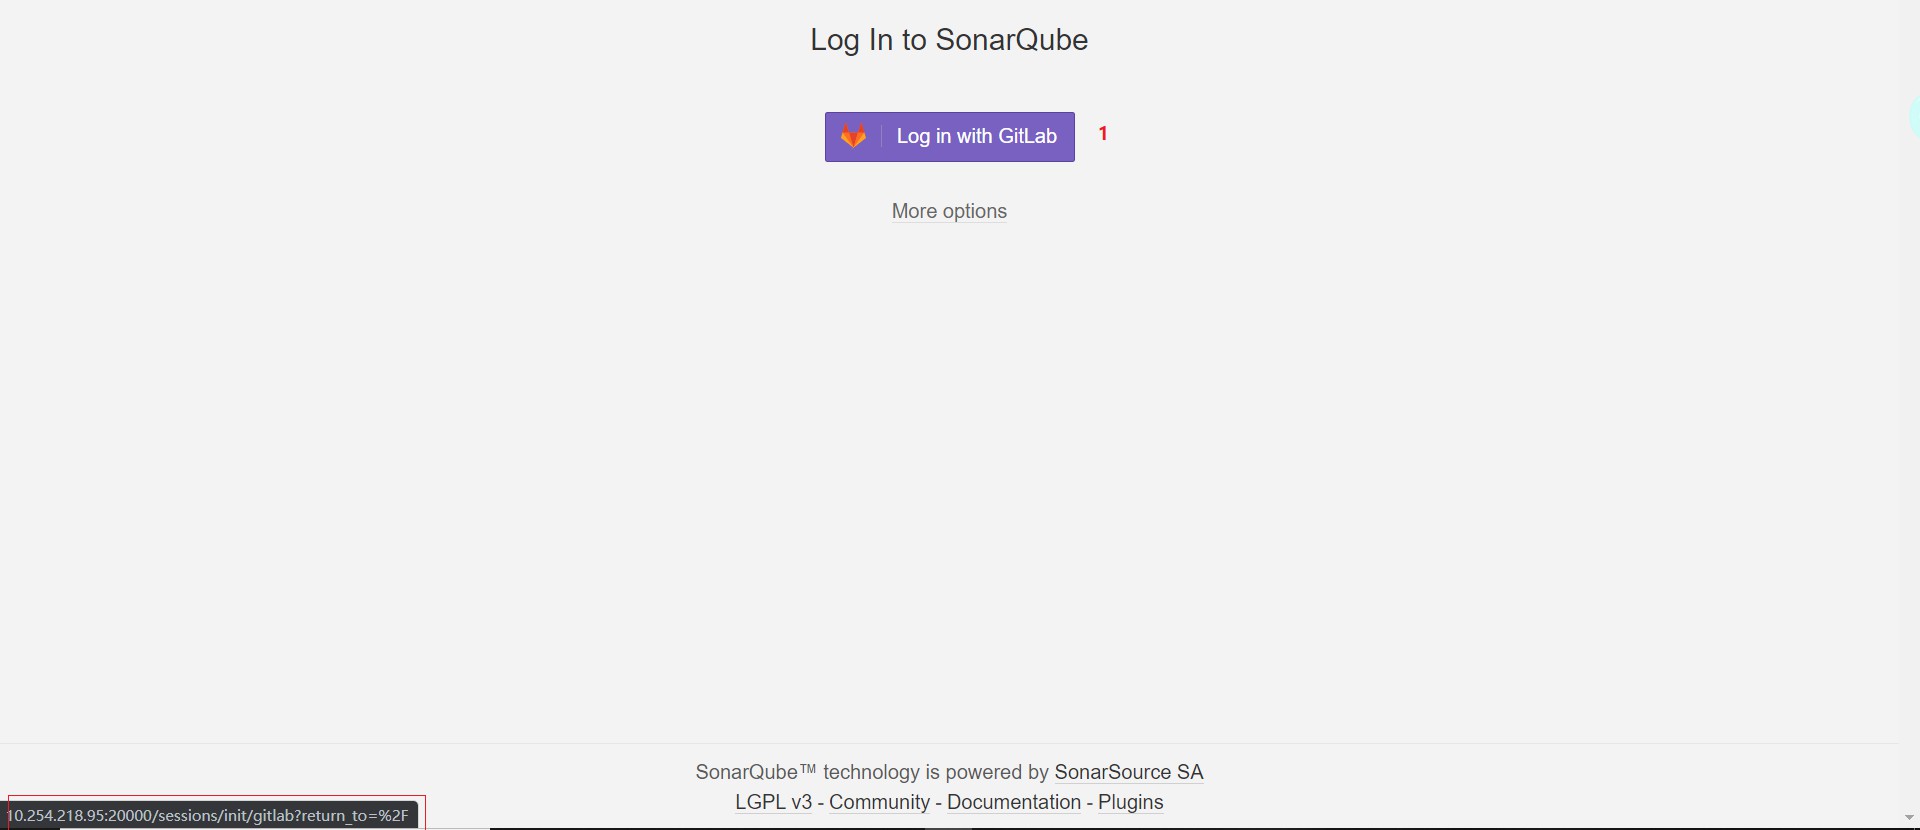 Log In to SonarQube
Log in with GitLab 1
More options
SonarQube™ technology is powered by SonarSource SA
LGPL v3 - Community - Documentation - Plugins
10.254.218.95:20000/sessions/init/gitlab?return_to=%2F